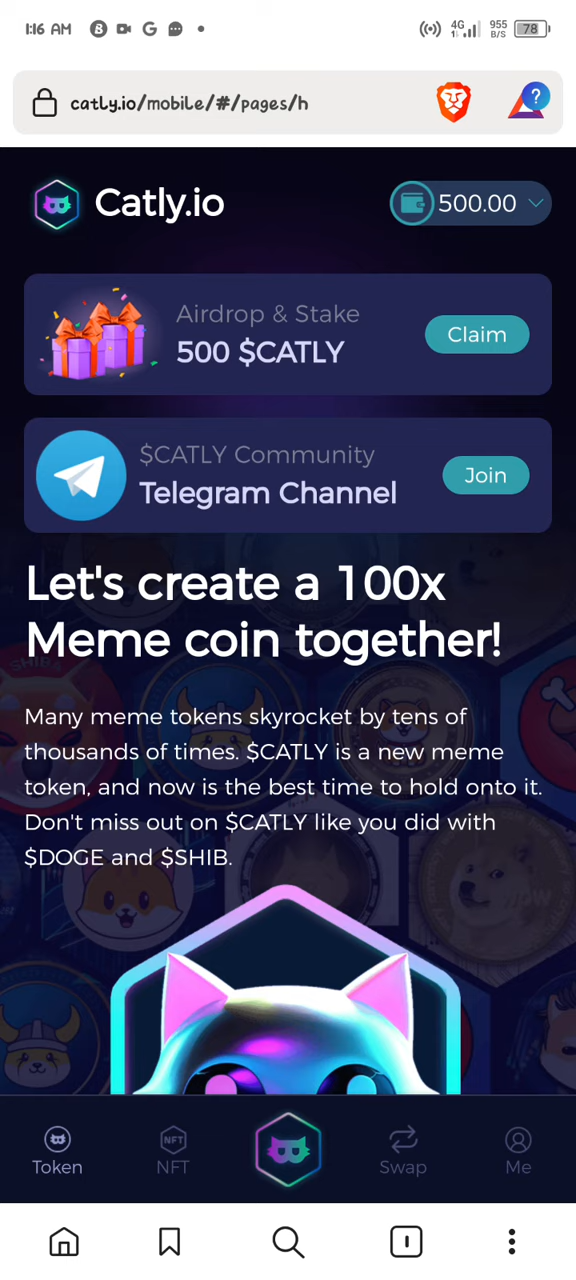 1:16 AM
4G
955
B/S
78
catly.io/mobile/#/pages/h
?
Catly.io
500.00
Airdrop & Stake
500 $CATLY
Claim
$CATLY Community
Telegram Channel
Join
Let's create a 100x
Meme coin together!
Many meme tokens skyrocket by tens of
thousands of times. $CATLY is a new meme
token, and now is the best time to hold onto it.
Don't miss out on $CATLY like you did with
$DOGE and $SHIB.
SHIBA
NFT
Token
NFT
Swap
Me